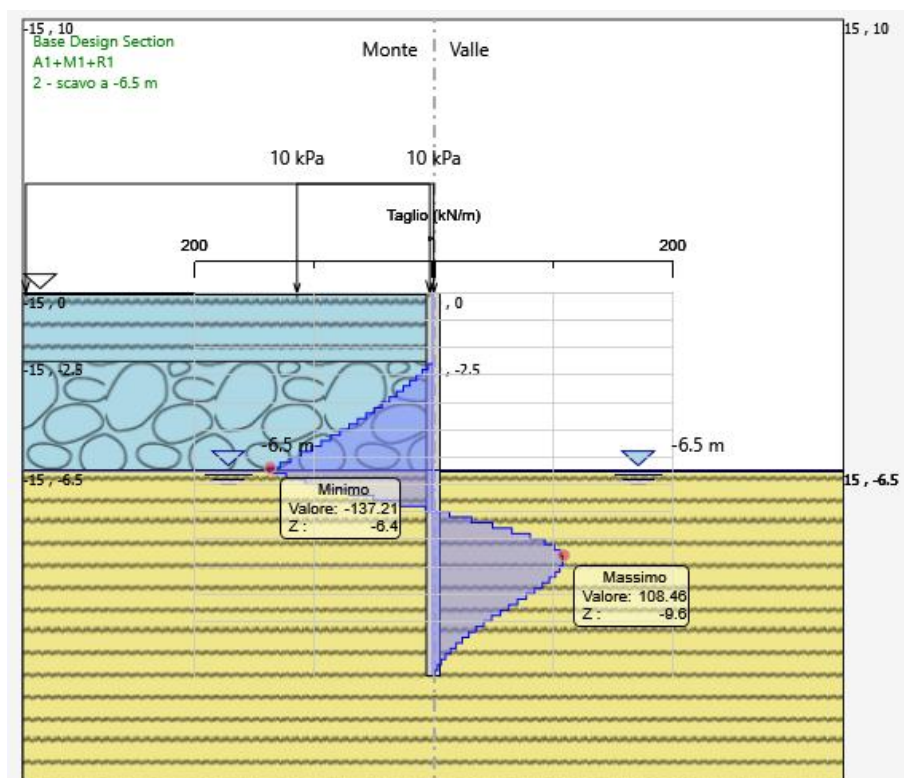 -15 , 10
15 , 10
Base Design Section
A1+M1+R1
2 - scavo a -6.5 m
Monte
Valle
10 kPa
10 kPa
Taglio (kN/m)
200
200
-15 , 0
, 0
-15 , -2.5
, -2.5
-6.5 m
-6.5 m
-15 , -6.5
15 , -6.5
Minimo
Valore: -137.21
Z : -6.4
Massimo
Valore: 108.46
Z : -9.6